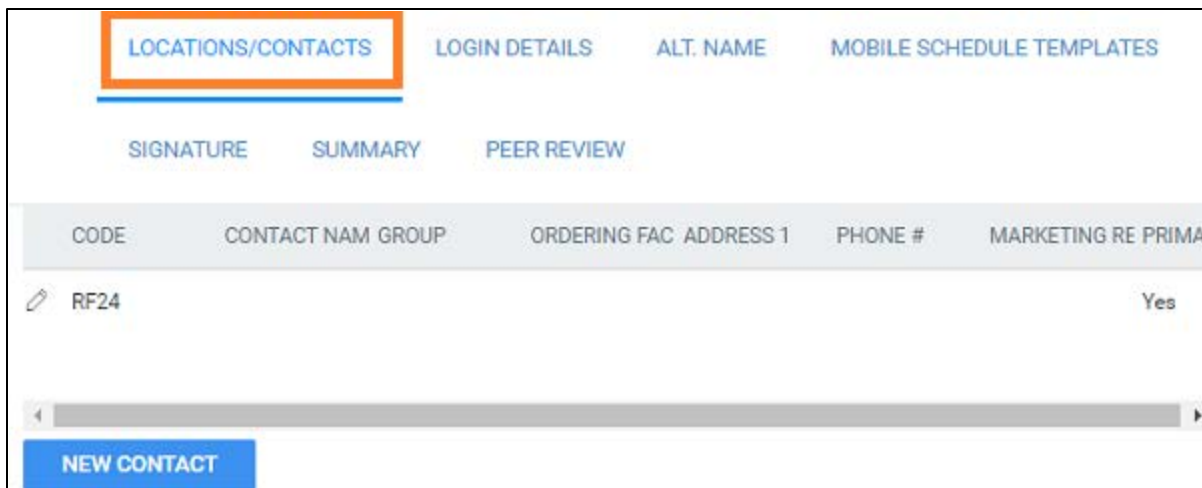 LOCATIONS/CONTACTS LOGIN DETAILS ALT. NAME MOBILE SCHEDULE TEMPLATES
SIGNATURE SUMMARY PEER REVIEW
CODE CONTACT NAM GROUP ORDERING FAC ADDRESS 1 PHONE # MARKETING RE PRIMA
RF24 Yes
NEW CONTACT